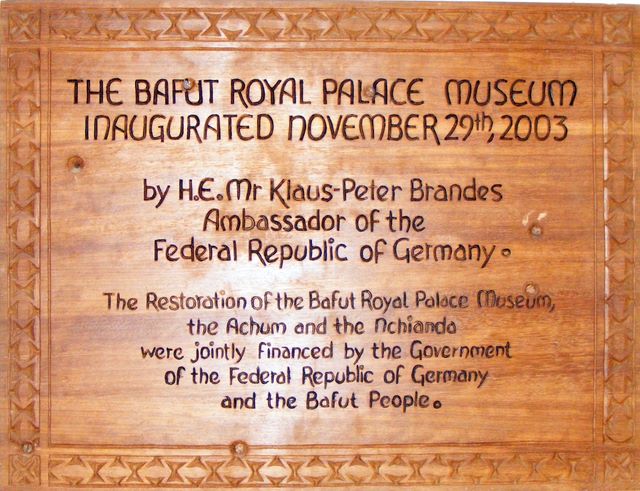 THE BAFUT ROYAL PALACE MUSEUM
INAUGURATED NOVEMBER 29th, 2003
by H.E. Mr Klaus-Peter Brandes
Ambassador of the
Federal Republic of Germany.
The Restoration of the Bafut Royal Palace Museum,
the Achum and the Nchianda
were jointly financed by the Government
of the Federal Republic of Germany
and the Bafut People.